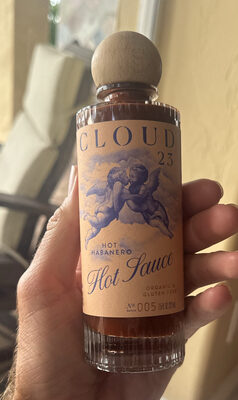 CLOUD
23
HOT
HABANERO
Hot Sauce
ORGANIC &
GLUTEN FREE
No 005